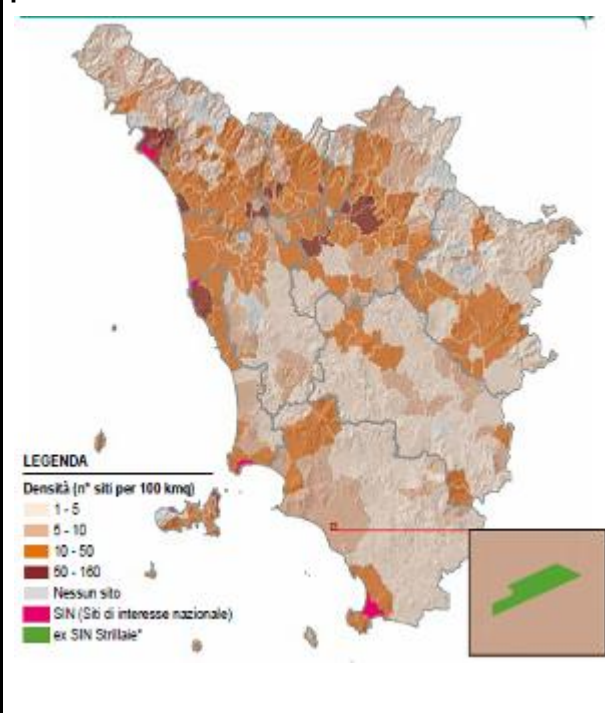 LEGENDA
Densità (n° siti per 100 kmq)
1 - 5
5 - 10
10 - 50
50 - 160
Nessun sito
SIN (Siti di interesse nazionale)
ex SIN Strillaie*